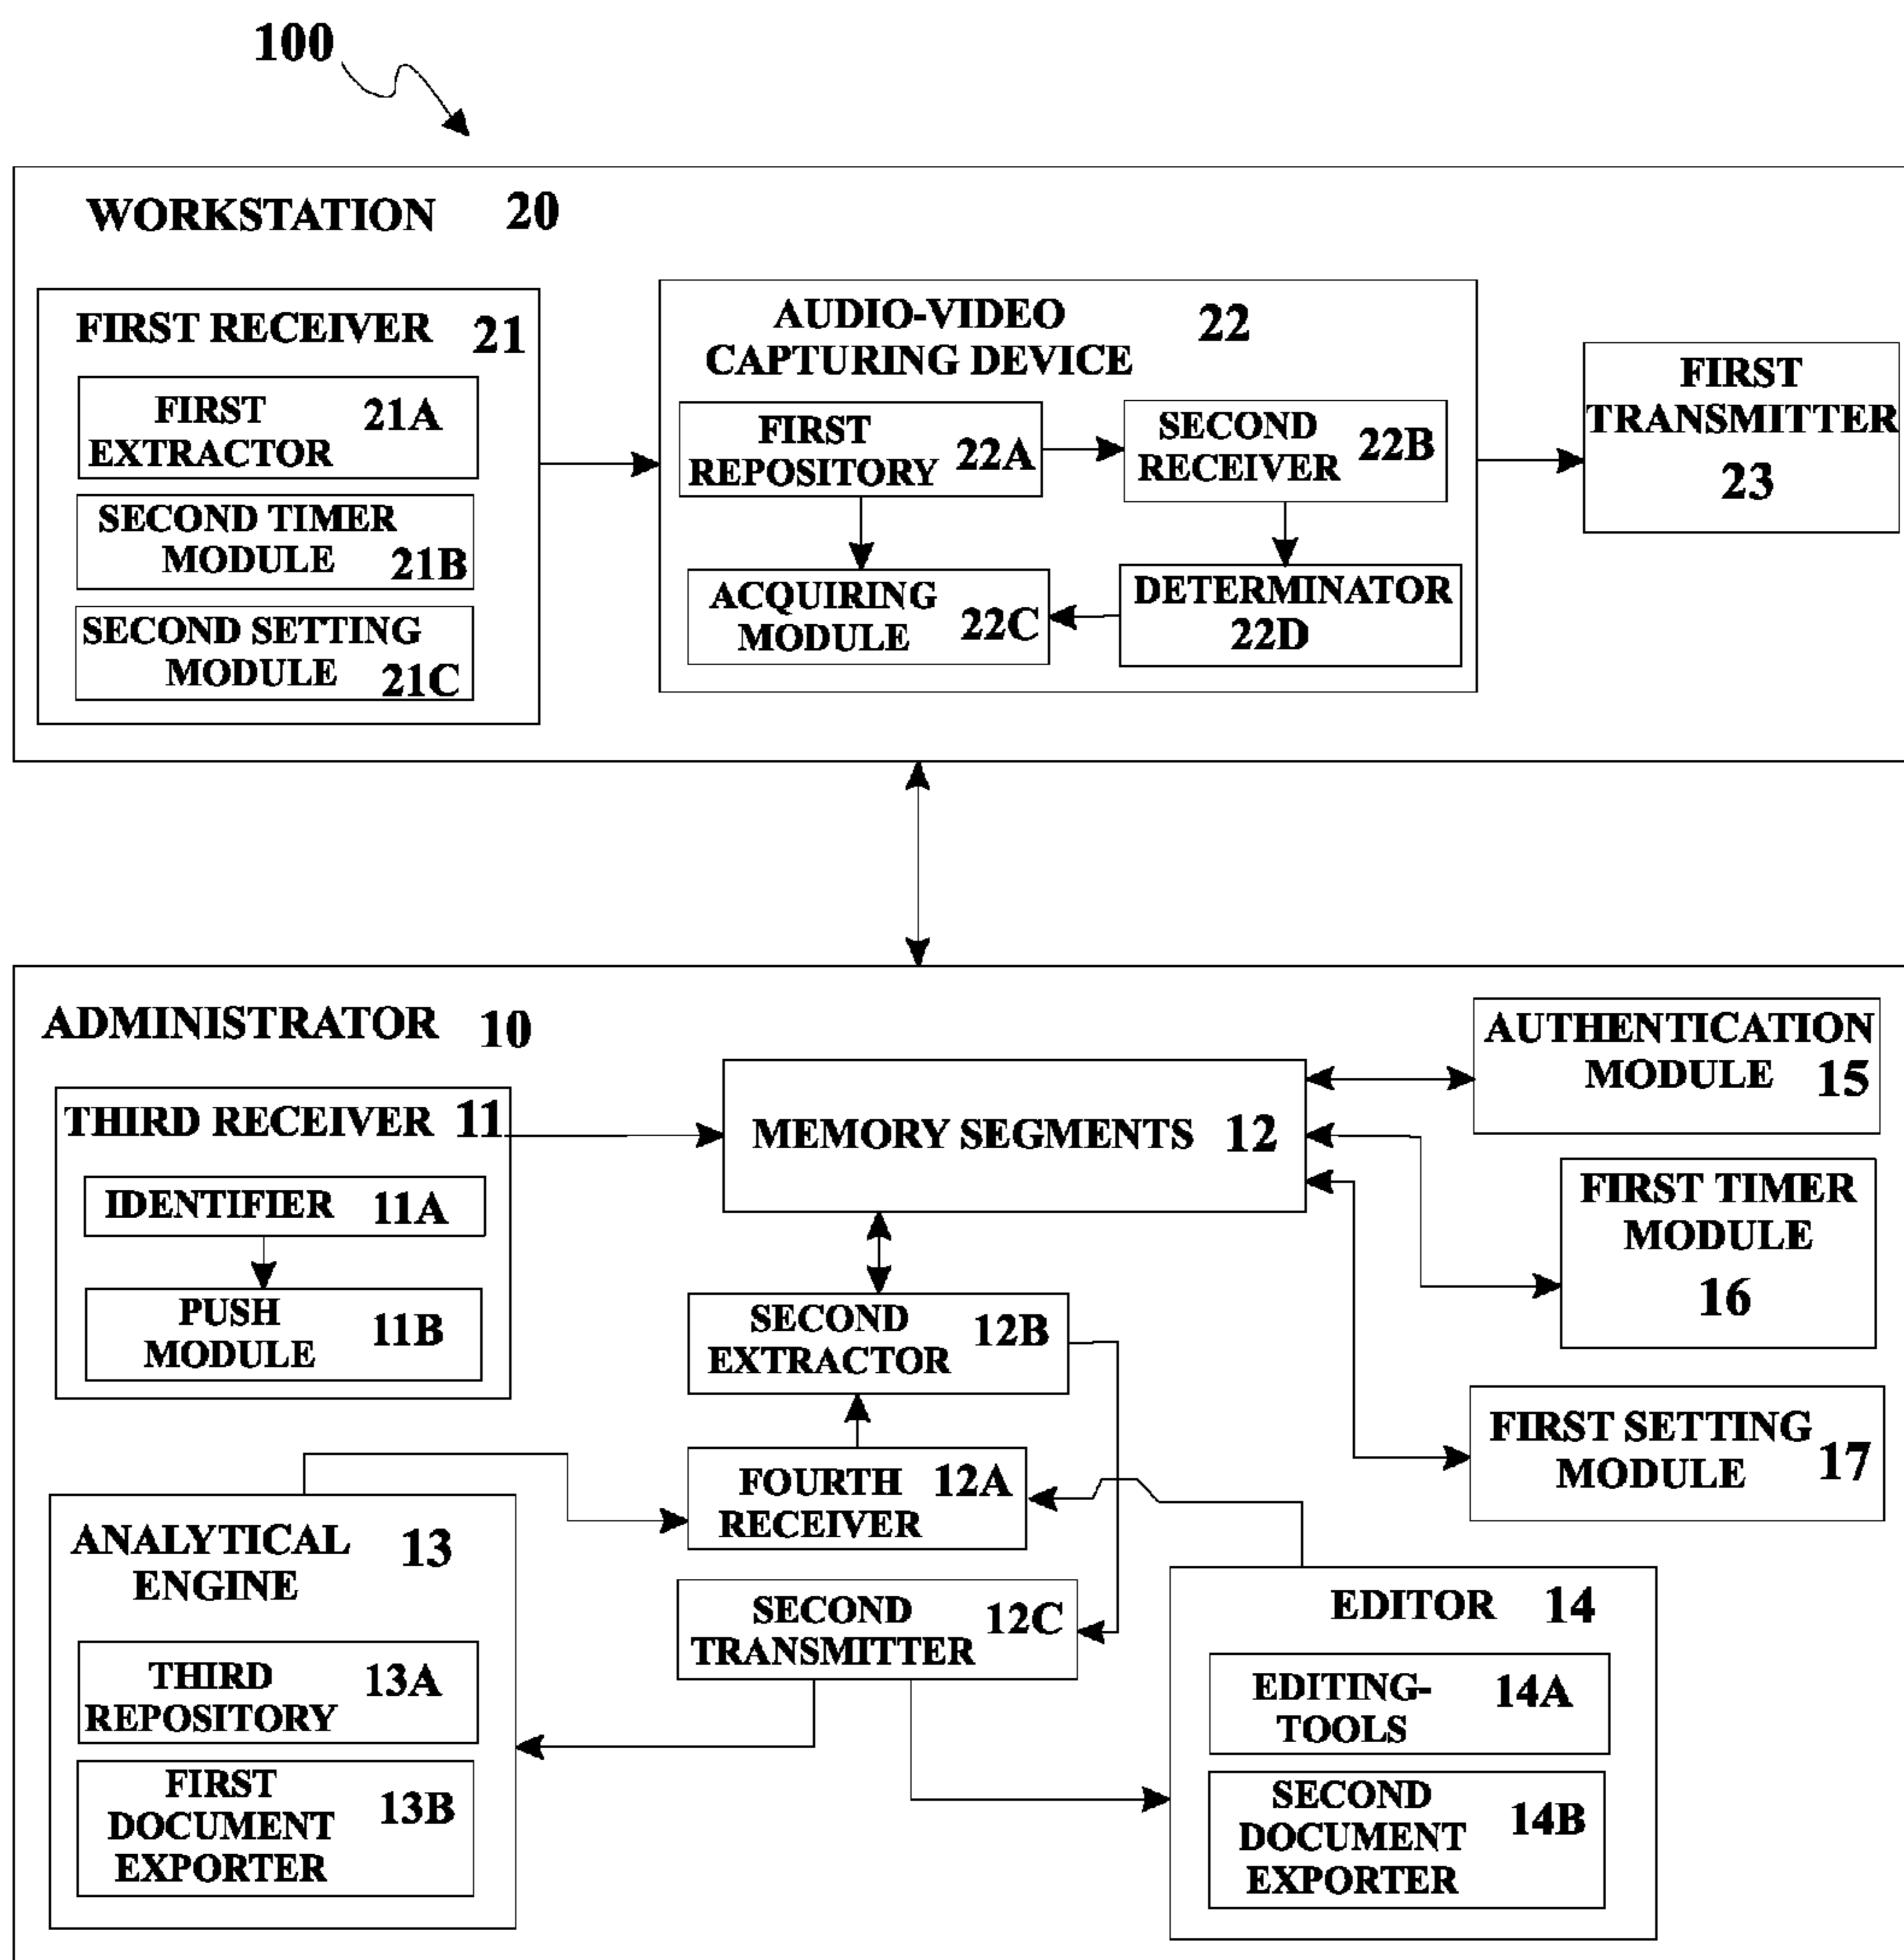 100
WORKSTATION 20
FIRST RECEIVER 21
FIRST EXTRACTOR 21A
SECOND TIMER MODULE 21B
SECOND SETTING MODULE 21C
AUDIO-VIDEO
CAPTURING DEVICE 22
FIRST
REPOSITORY 22A
SECOND
RECEIVER 22B
ACQUIRING
MODULE 22C
DETERMINATOR
22D
FIRST
TRANSMITTER
23
ADMINISTRATOR 10
THIRD RECEIVER 11
IDENTIFIER 11A
PUSH
MODULE 11B
MEMORY SEGMENTS 12
AUTHENTICATION
MODULE 15
FIRST TIMER
MODULE
16
FIRST SETTING
MODULE 17
SECOND
EXTRACTOR 12B
FOURTH
RECEIVER 12A
SECOND
TRANSMITTER 12C
ANALYTICAL
ENGINE 13
THIRD
REPOSITORY 13A
FIRST
DOCUMENT
EXPORTER 13B
EDITOR 14
EDITING-
TOOLS 14A
SECOND
DOCUMENT
EXPORTER 14B